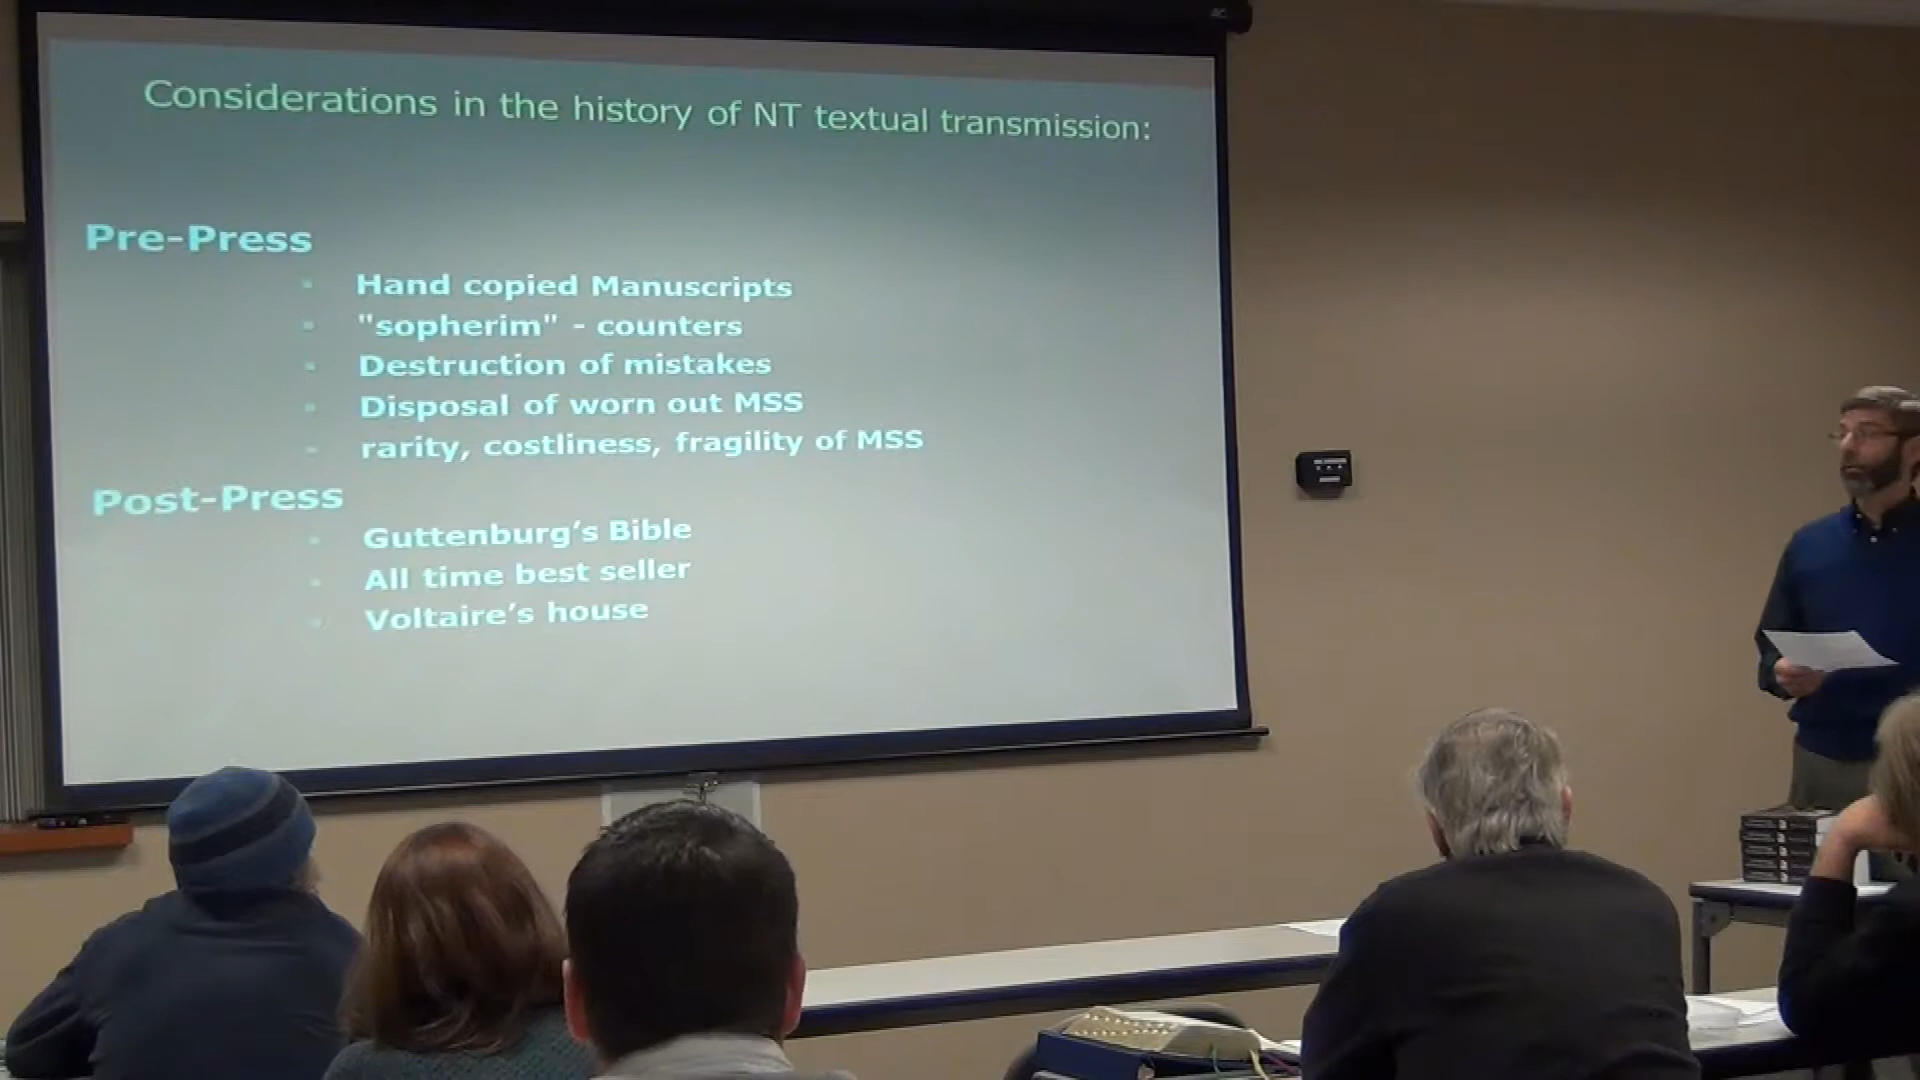 Considerations in the history of NT textual transmission:
Pre-Press
Hand copied Manuscripts
"sopherim" - counters
Destruction of mistakes
Disposal of worn out MSS
rarity, costliness, fragility of MSS
Post-Press
Guttenburg's Bible
All time best seller
Voltaire's house